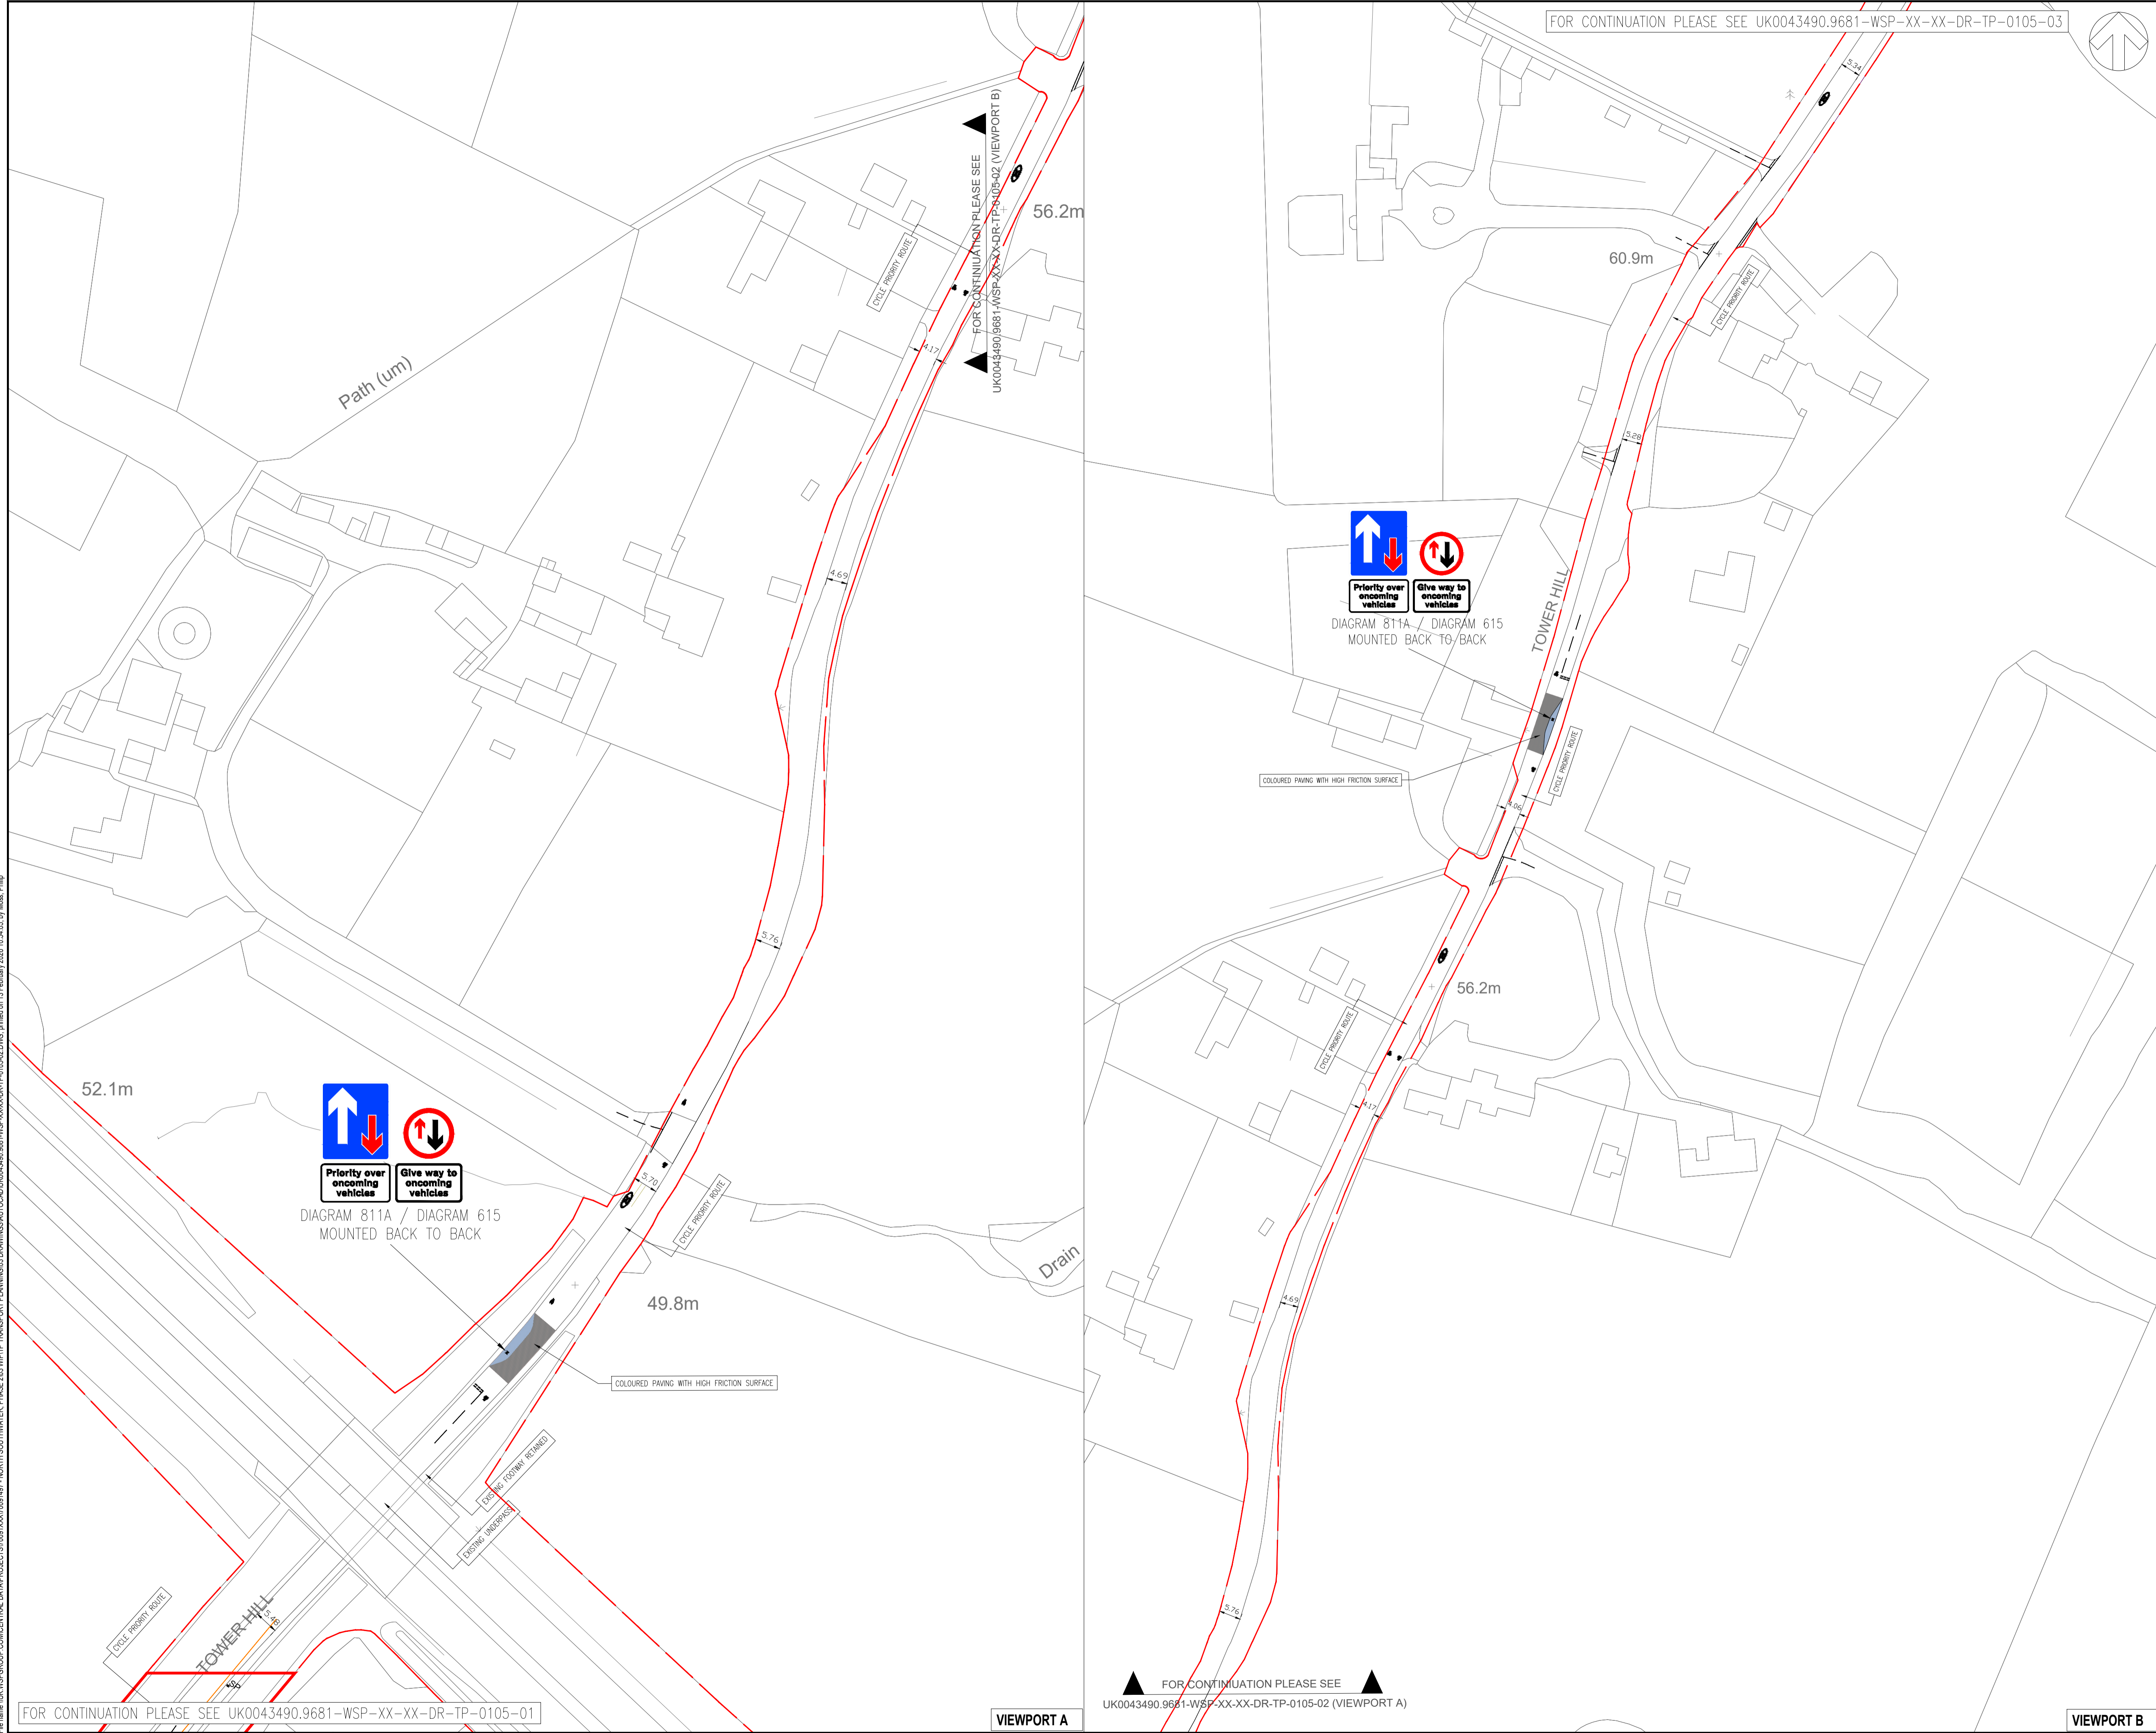 FOR CONTINUATION PLEASE SEE
UK0043490.9681-WSP-XX-XX-DR-TP-0105-02 (VIEWPORT B)
56.2m
CYCLE PRIORITY ROUTE
4.17
Path (um)
4.69
5.76
52.1m
Priority over
oncoming
vehicles
Give way to
oncoming
vehicles
DIAGRAM 811A / DIAGRAM 615
MOUNTED BACK TO BACK
5.70
CYCLE PRIORITY ROUTE
Drain
49.8m
COLOURED PAVING WITH HIGH FRICTION SURFACE
EXISTING FOOTWAY RETAINED
EXISTING UNDERPASS
CYCLE PRIORITY ROUTE
TOWER HILL
5.46
FOR CONTINUATION PLEASE SEE UK0043490.9681-WSP-XX-XX-DR-TP-0105-01
VIEWPORT A
FOR CONTINUATION PLEASE SEE UK0043490.9681-WSP-XX-XX-DR-TP-0105-03
5.34
60.9m
CYCLE PRIORITY ROUTE
5.28
Priority over
oncoming
vehicles
Give way to
oncoming
vehicles
DIAGRAM 811A / DIAGRAM 615
MOUNTED BACK TO BACK
TOWER HILL
CYCLE PRIORITY ROUTE
COLOURED PAVING WITH HIGH FRICTION SURFACE
4.06
56.2m
CYCLE PRIORITY ROUTE
4.17
4.69
5.76
FOR CONTINIUATION PLEASE SEE
UK0043490.9681-WSP-XX-XX-DR-TP-0105-02 (VIEWPORT A)
VIEWPORT B